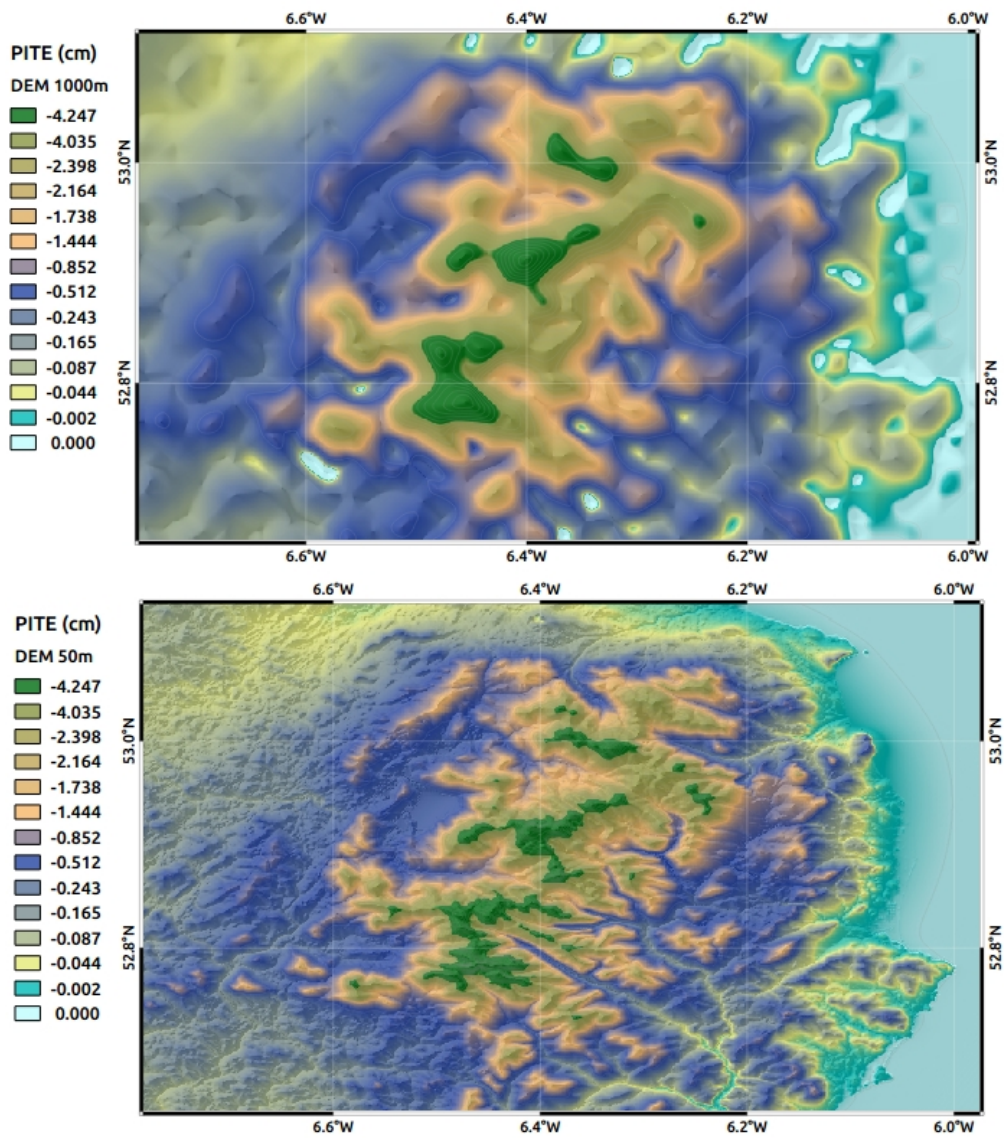 6.6°W 6.4°W 6.2°W 6.0°W
PITE (cm)
DEM 1000m
-4.247
-4.035
-2.398
-2.164
-1.738
-1.444
-0.852
-0.512
-0.243
-0.165
-0.087
-0.044
-0.002
0.000
53.0°N
52.8°N
53.0°N
52.8°N
6.6°W 6.4°W 6.2°W 6.0°W
6.6°W 6.4°W 6.2°W 6.0°W
PITE (cm)
DEM 50m
-4.247
-4.035
-2.398
-2.164
-1.738
-1.444
-0.852
-0.512
-0.243
-0.165
-0.087
-0.044
-0.002
0.000
53.0°N
52.8°N
53.0°N
52.8°N
6.6°W 6.4°W 6.2°W 6.0°W